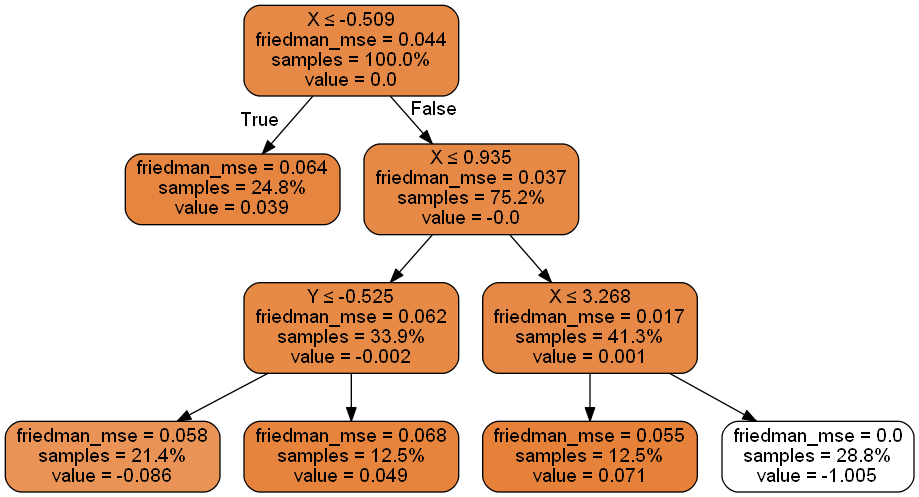 X ≤ -0.509
friedman_mse = 0.044
samples = 100.0%
value = 0.0
True
False
friedman_mse = 0.064
samples = 24.8%
value = 0.039
X ≤ 0.935
friedman_mse = 0.037
samples = 75.2%
value = -0.0
Y ≤ -0.525
friedman_mse = 0.062
samples = 33.9%
value = -0.002
X ≤ 3.268
friedman_mse = 0.017
samples = 41.3%
value = 0.001
friedman_mse = 0.058
samples = 21.4%
value = -0.086
friedman_mse = 0.068
samples = 12.5%
value = 0.049
friedman_mse = 0.055
samples = 12.5%
value = 0.071
friedman_mse = 0.0
samples = 28.8%
value = -1.005